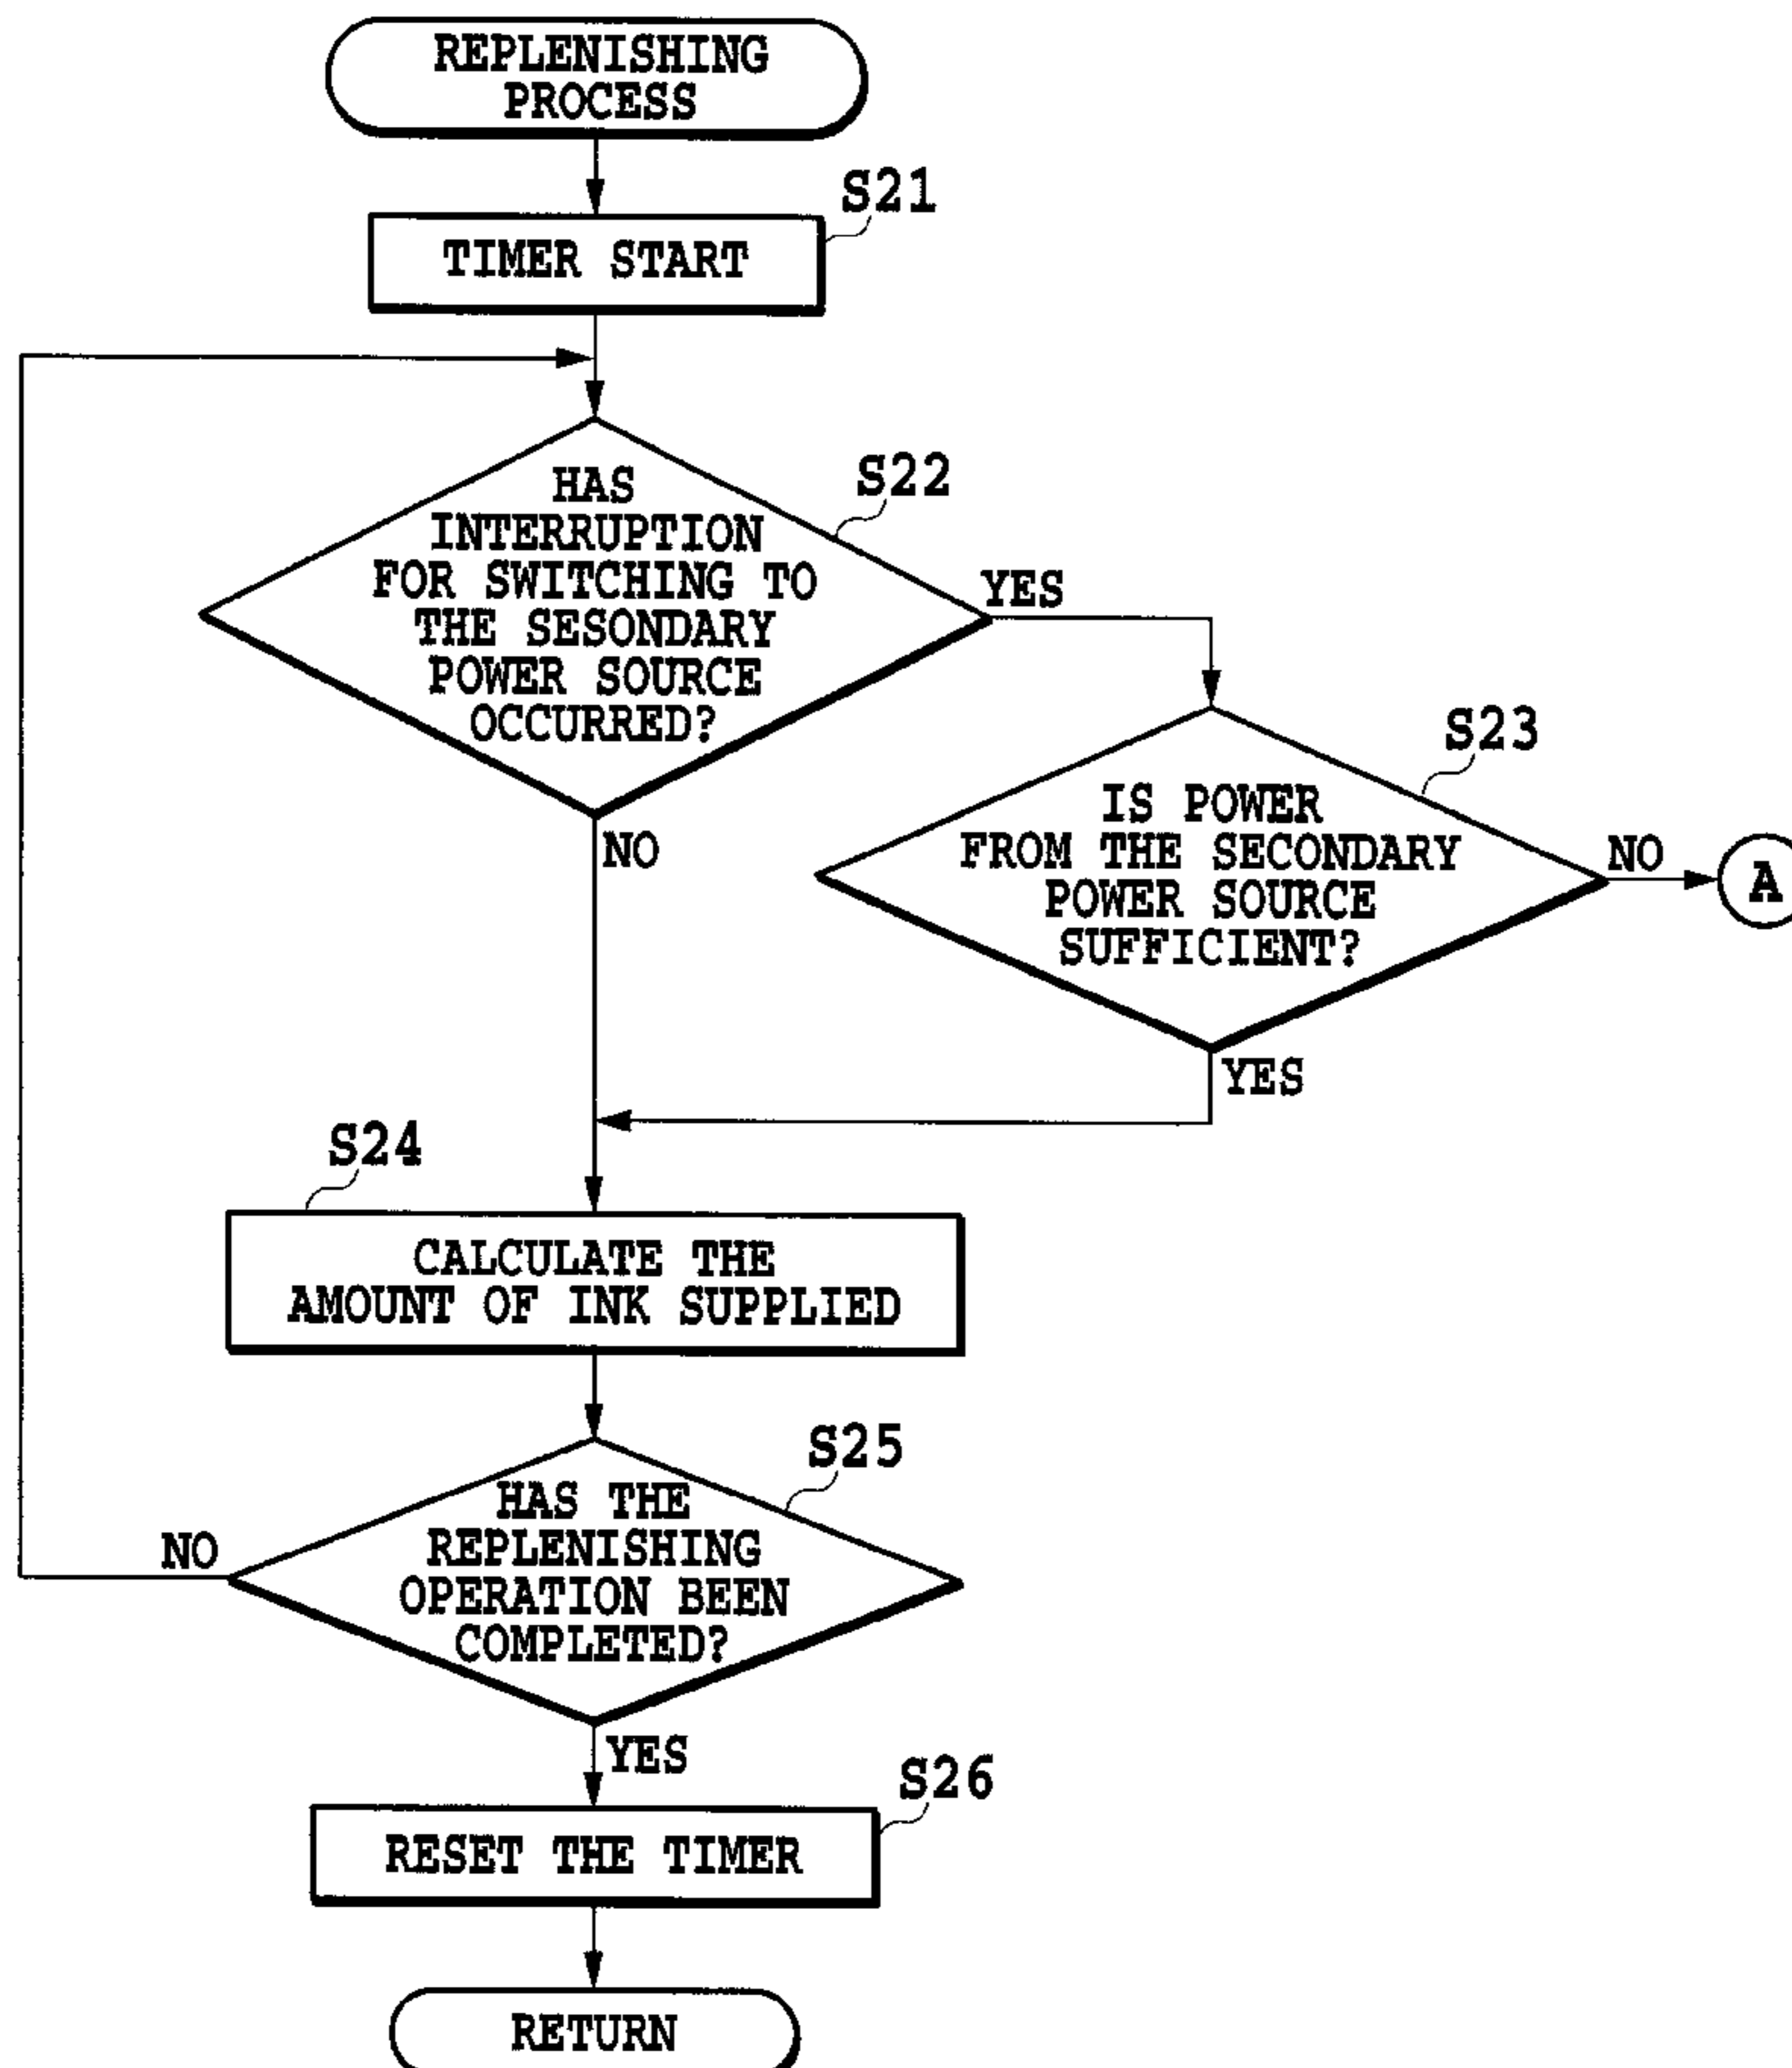 REPLENISHING
PROCESS
S21
TIMER START
S22
HAS
INTERRUPTION
FOR SWITCHING TO
THE SESONDARY
POWER SOURCE
OCCURRED?
YES
NO
S23
IS POWER
FROM THE SECONDARY
POWER SOURCE
SUFFICIENT?
NO
A
YES
S24
CALCULATE THE
AMOUNT OF INK SUPPLIED
S25
HAS THE
REPLENISHING
OPERATION BEEN
COMPLETED?
NO
YES
S26
RESET THE TIMER
RETURN